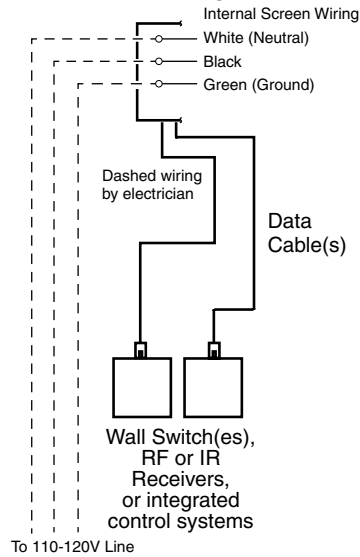 Internal Screen Wiring
White (Neutral)
Black
Green (Ground)
Dashed wiring
by electrician
Data
Cable(s)
Wall Switch(es),
RF or IR
Receivers,
or integrated
control systems
To 110-120V Line